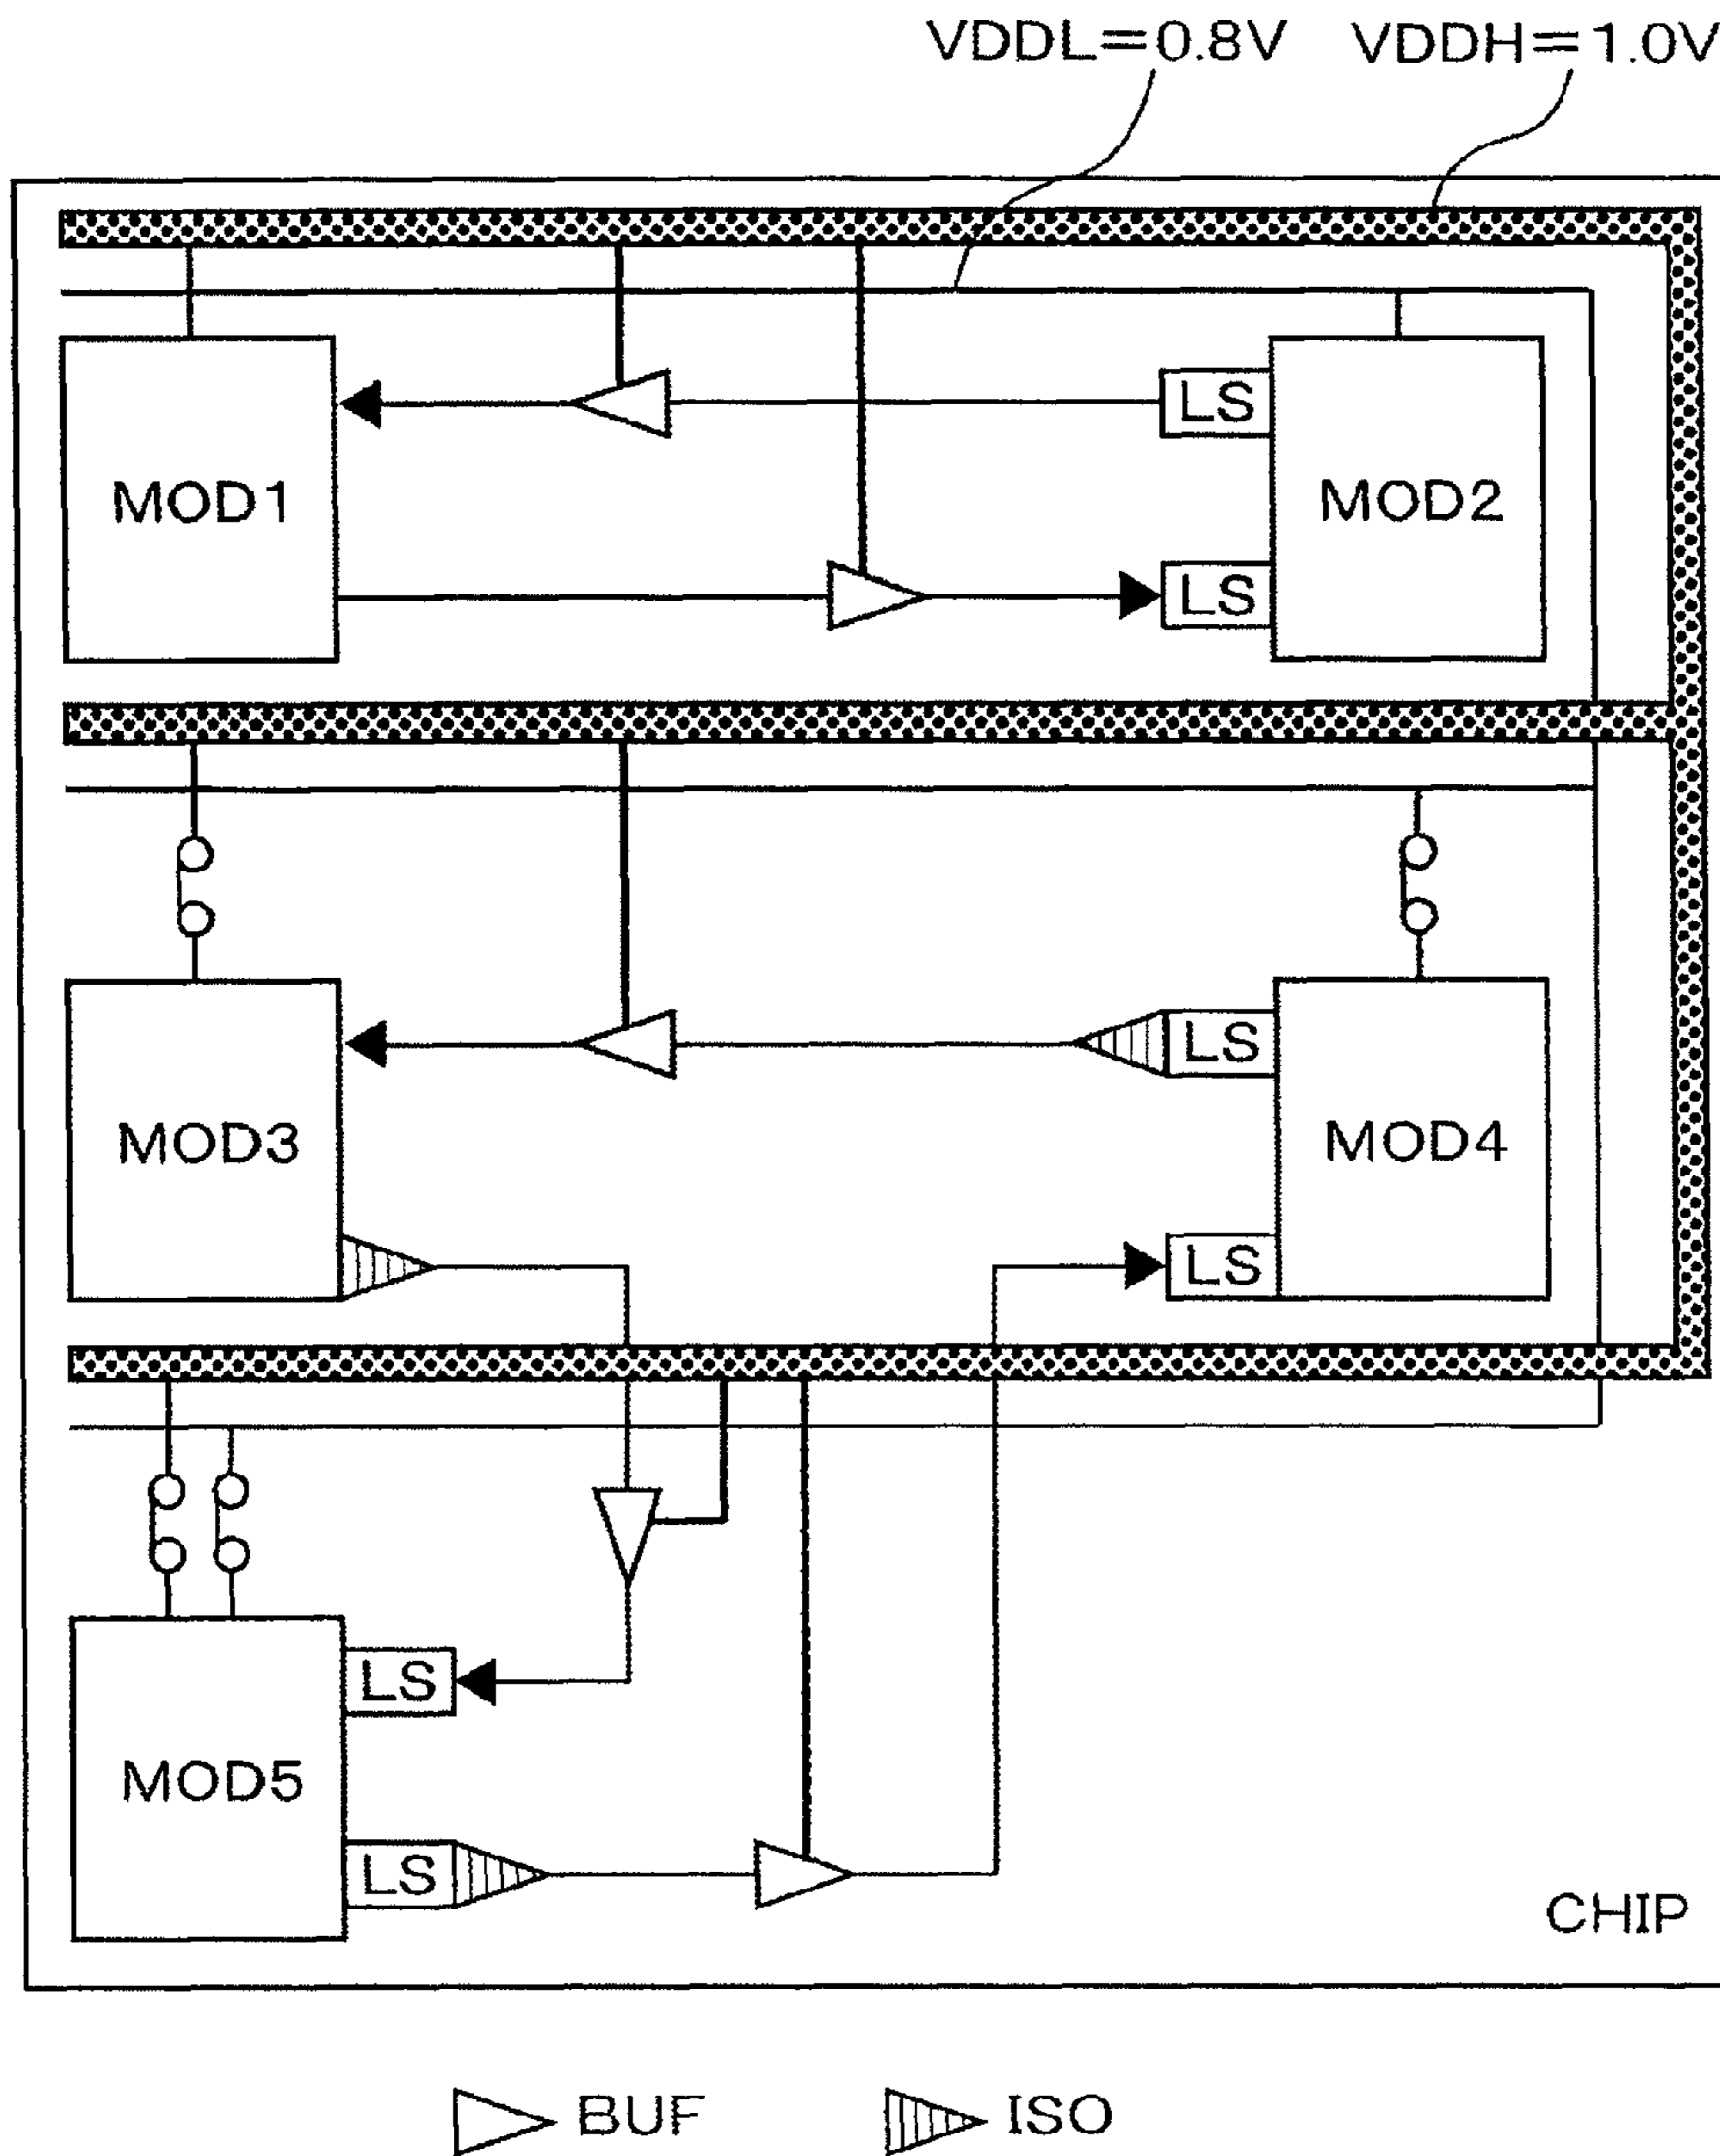 VDDL=0.8V VDDH=1.0V
LS
MOD1 MOD2
LS
LS
MOD3 MOD4
LS
LS
MOD5
LS
CHIP
BUF ISO